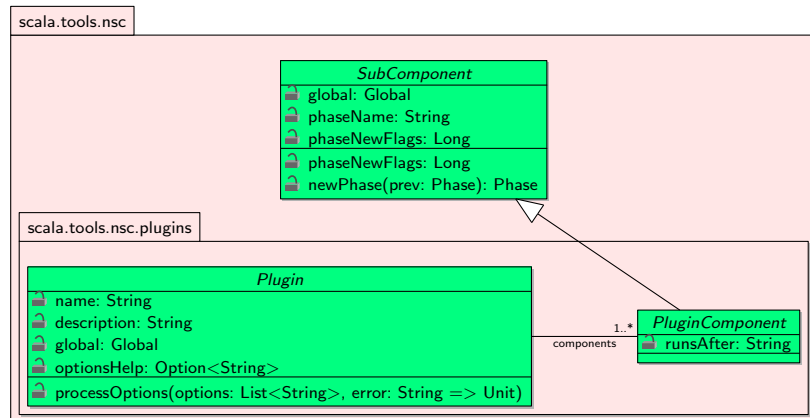 scala.tools.nsc
SubComponent
global: Global
phaseName: String
phaseNewFlags: Long
phaseNewFlags: Long
newPhase(prev: Phase): Phase
scala.tools.nsc.plugins
Plugin
name: String
description: String
global: Global
optionsHelp: Option<String>
processOptions(options: List<String>, error: String => Unit)
1..*
components
PluginComponent
runsAfter: String